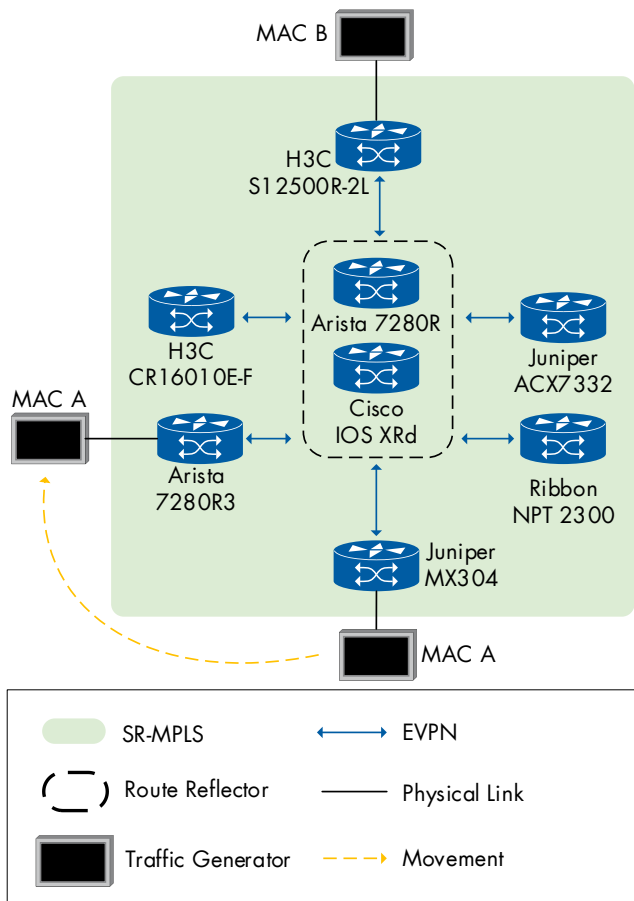 MAC B
H3C
S12500R-2L
Arista 7280R
H3C
CR16010E-F
Juniper
ACX7332
Cisco
IOS XRd
MAC A
Arista
7280R3
Ribbon
NPT 2300
Juniper
MX304
MAC A
SR-MPLS
EVPN
Route Reflector
Physical Link
Traffic Generator
Movement